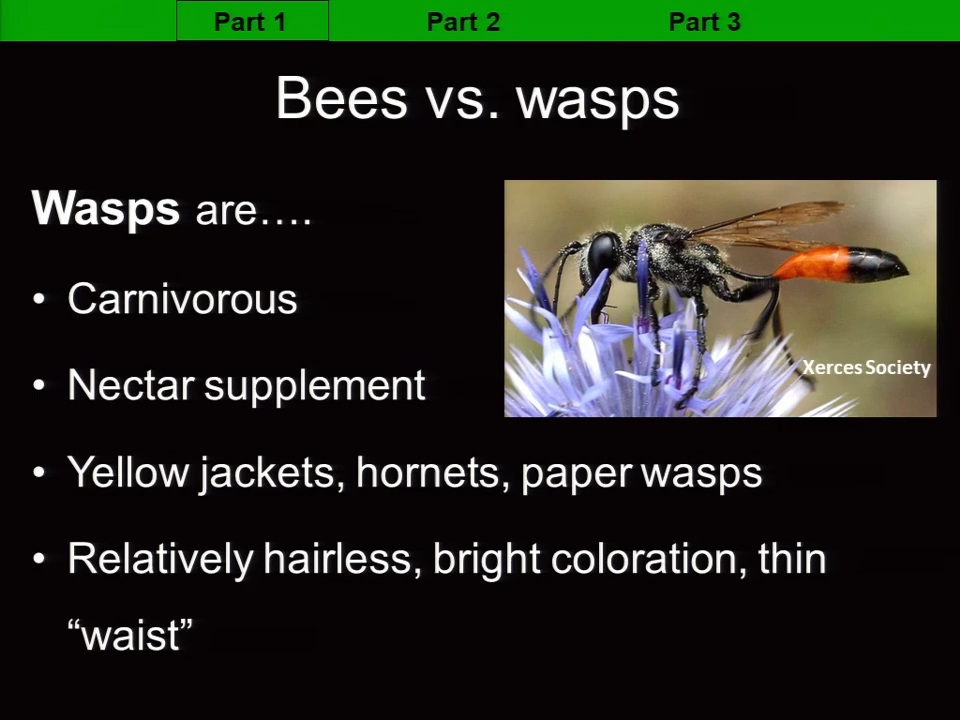 Part 1 Part 2 Part 3
Bees vs. wasps
Wasps are….
• Carnivorous
• Nectar supplement
Xerces Society
• Yellow jackets, hornets, paper wasps
• Relatively hairless, bright coloration, thin
“waist”